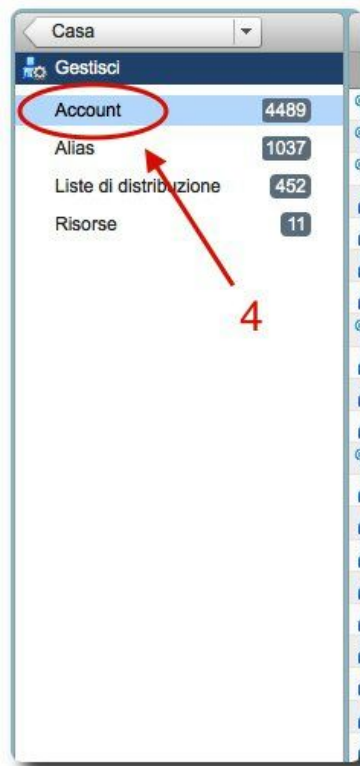 Casa
Gestisci
Account 4489
Alias 1037
Liste di distribuzione 452
Risorse 11
4